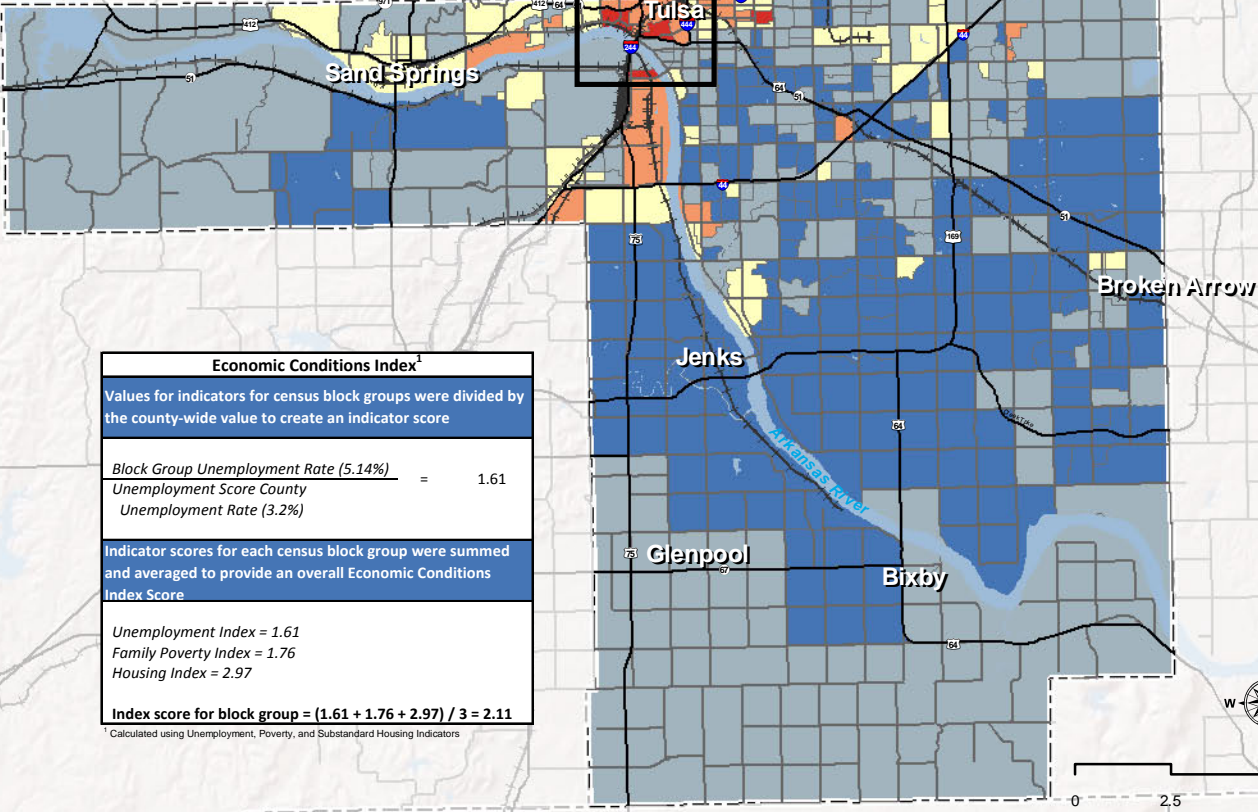 412
412
64
Tulsa
444
244
44
Sand Springs
51
64
51
44
51
75
169
Broken Arrow
Jenks
Economic Conditions Index1
Values for indicators for census block groups were divided by
the county-wide value to create an indicator score
Block Group Unemployment Rate (5.14%)
Unemployment Score County
Unemployment Rate (3.2%)
= 1.61
Indicator scores for each census block group were summed
and averaged to provide an overall Economic Conditions
Index Score
Unemployment Index = 1.61
Family Poverty Index = 1.76
Housing Index = 2.97
Index score for block group = (1.61 + 1.76 + 2.97) / 3 = 2.11
1 Calculated using Unemployment, Poverty, and Substandard Housing Indicators
64
Arkansas River
75
Glenpool
67
Bixby
64
W
0 2.5